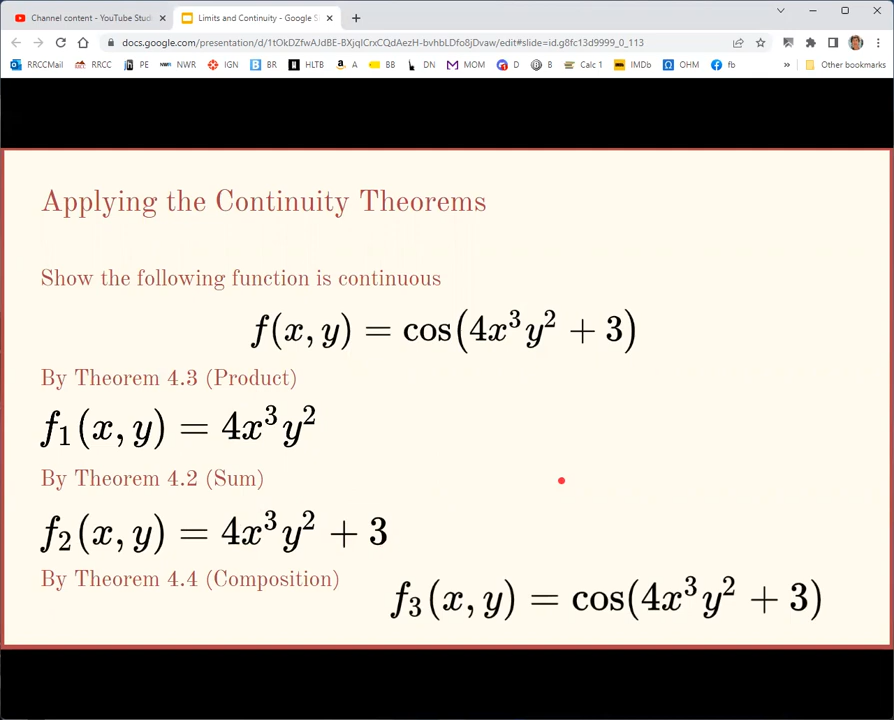 Channel content - YouTube Stud
Limits and Continuity - Google S
docs.google.com/presentation/d/1tOkDZfwAJdBE-BXjqICrxCQdAezH-bvhbLDfo8jDvaw/edit#slide=id.g8fc13d9999_0_113
RRCCMail RRCC PE NWR IGN BR HLTB A BB DN MOM D B Calc 1 IMDb OHM fb » Other bookmarks
Applying the Continuity Theorems
Show the following function is continuous
f(x, y) = cos(4x³y² + 3)
By Theorem 4.3 (Product)
f₁(x, y) = 4x³y²
By Theorem 4.2 (Sum)
f₂(x, y) = 4x³y² + 3
By Theorem 4.4 (Composition)
f₃(x, y) = cos(4x³y² + 3)